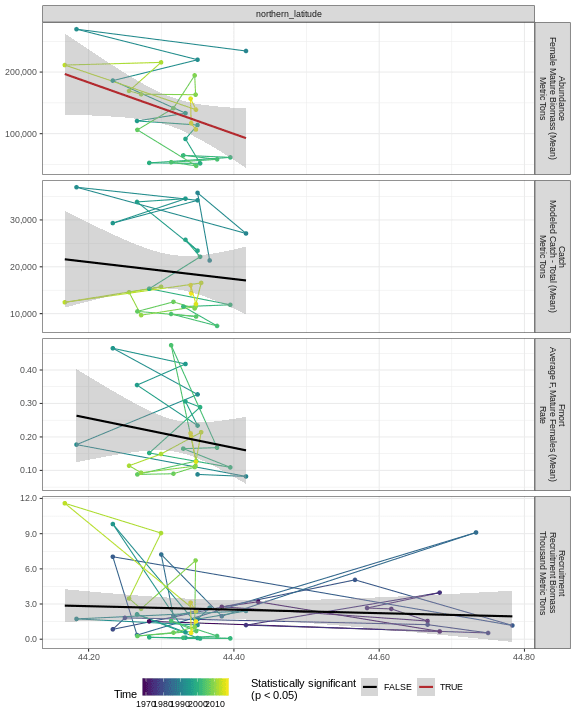 northern_latitude
200,000
100,000
Abundance
Female Mature Biomass (Mean)
Metric Tons
30,000
20,000
10,000
Catch
Modeled Catch - Total (Mean)
Metric Tons
0.40
0.30
0.20
0.10
Fmort
Average F, Mature Females (Mean)
Rate
12.0
9.0
6.0
3.0
0.0
Recruitment
Recruitment Biomass
Thousand Metric Tons
44.20 44.40 44.60 44.80
Time
1970 1980 1990 2000 2010
Statistically significant
(p < 0.05)
FALSE TRUE